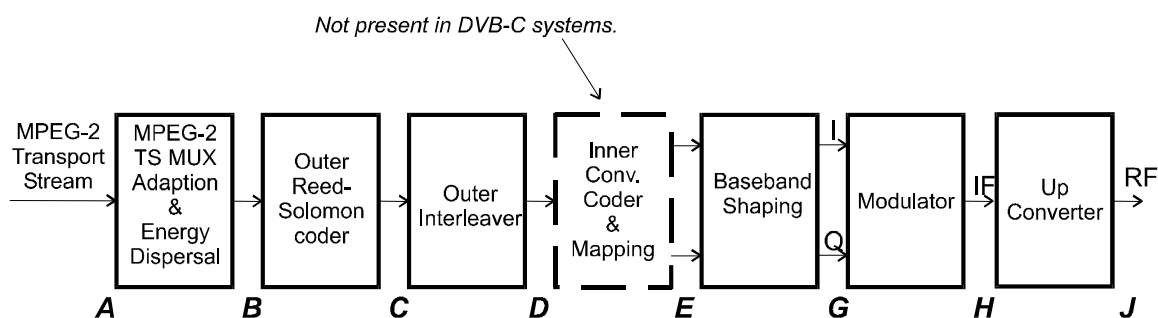 Not present in DVB-C systems.
MPEG-2
Transport
Stream
MPEG-2
TS MUX
Adaption
&
Energy
Dispersal
Outer
Reed-
Solomon
coder
Outer
Interleaver
Inner
Conv.
Coder
&
Mapping
Baseband
Shaping
I
Q
Modulator
IF
Up
Converter
RF
A
B
C
D
E
G
H
J